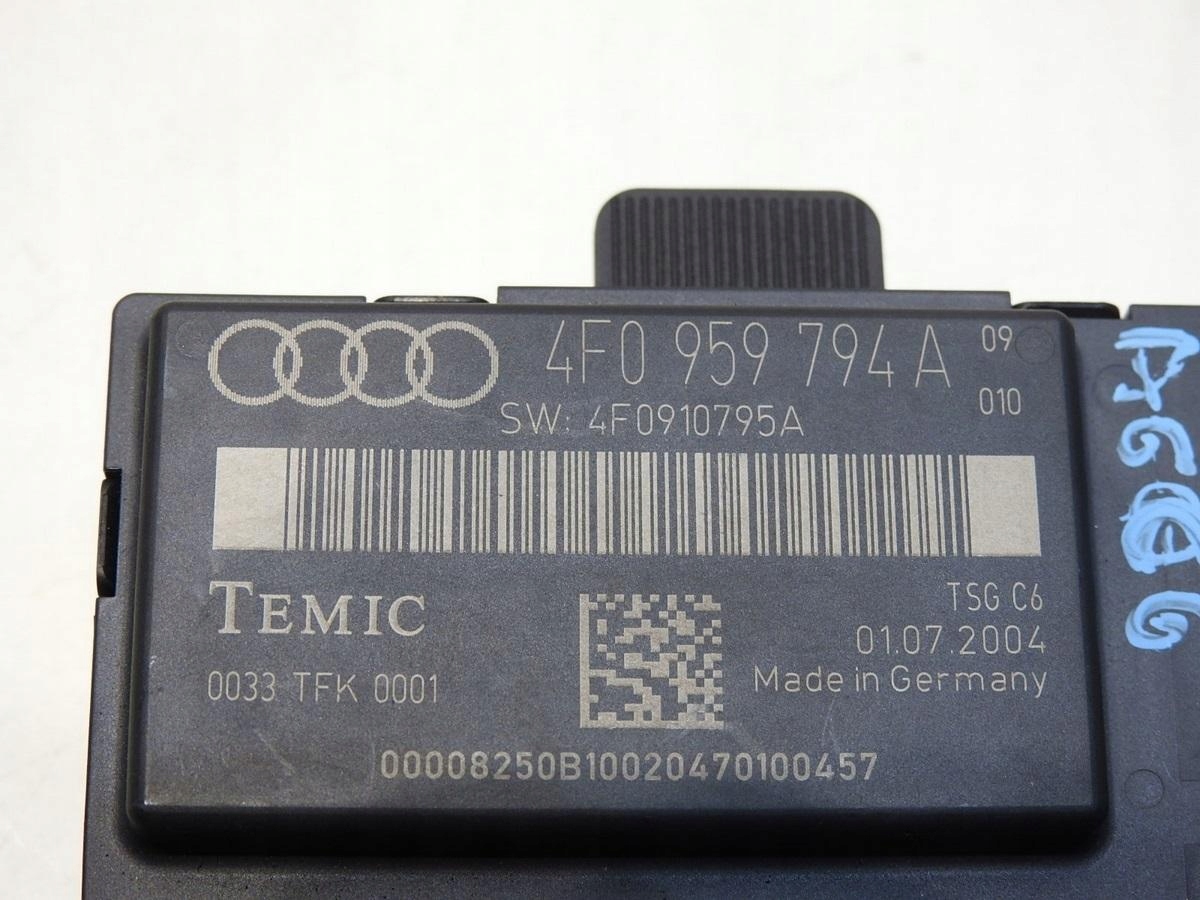 4F0 959 794 A 09
SW: 4F0910795A 010
TEMIC
TSG C6
01.07.2004
0033 TFK 0001
Made in Germany
00008250B10020470100457